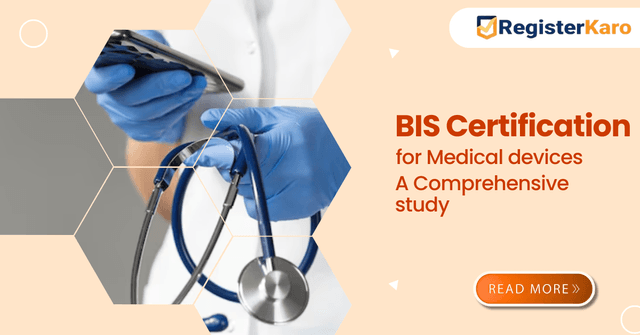 RegisterKaro
BIS Certification
for Medical devices
A Comprehensive
study
READ MORE »